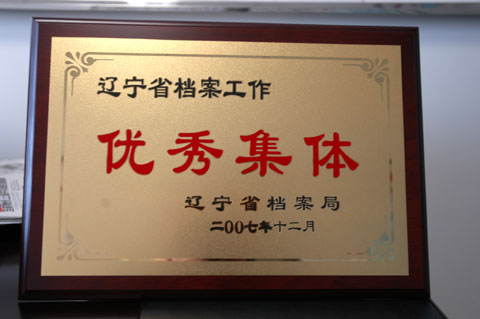 辽宁省档案工作
优秀集体
辽宁省档案局
二00七年十二月